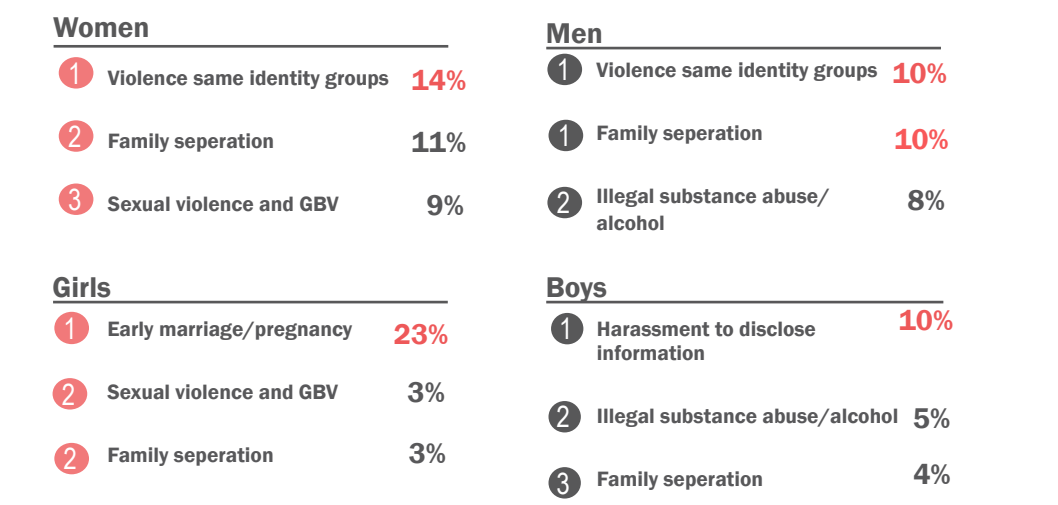 Women
1 Violence same identity groups 14%
2 Family seperation 11%
3 Sexual violence and GBV 9%
Men
1 Violence same identity groups 10%
1 Family seperation 10%
2 Illegal substance abuse/ 8%
alcohol
Girls
1 Early marriage/pregnancy 23%
2 Sexual violence and GBV 3%
2 Family seperation 3%
Boys
1 Harassment to disclose 10%
information
2 Illegal substance abuse/alcohol 5%
3 Family seperation 4%